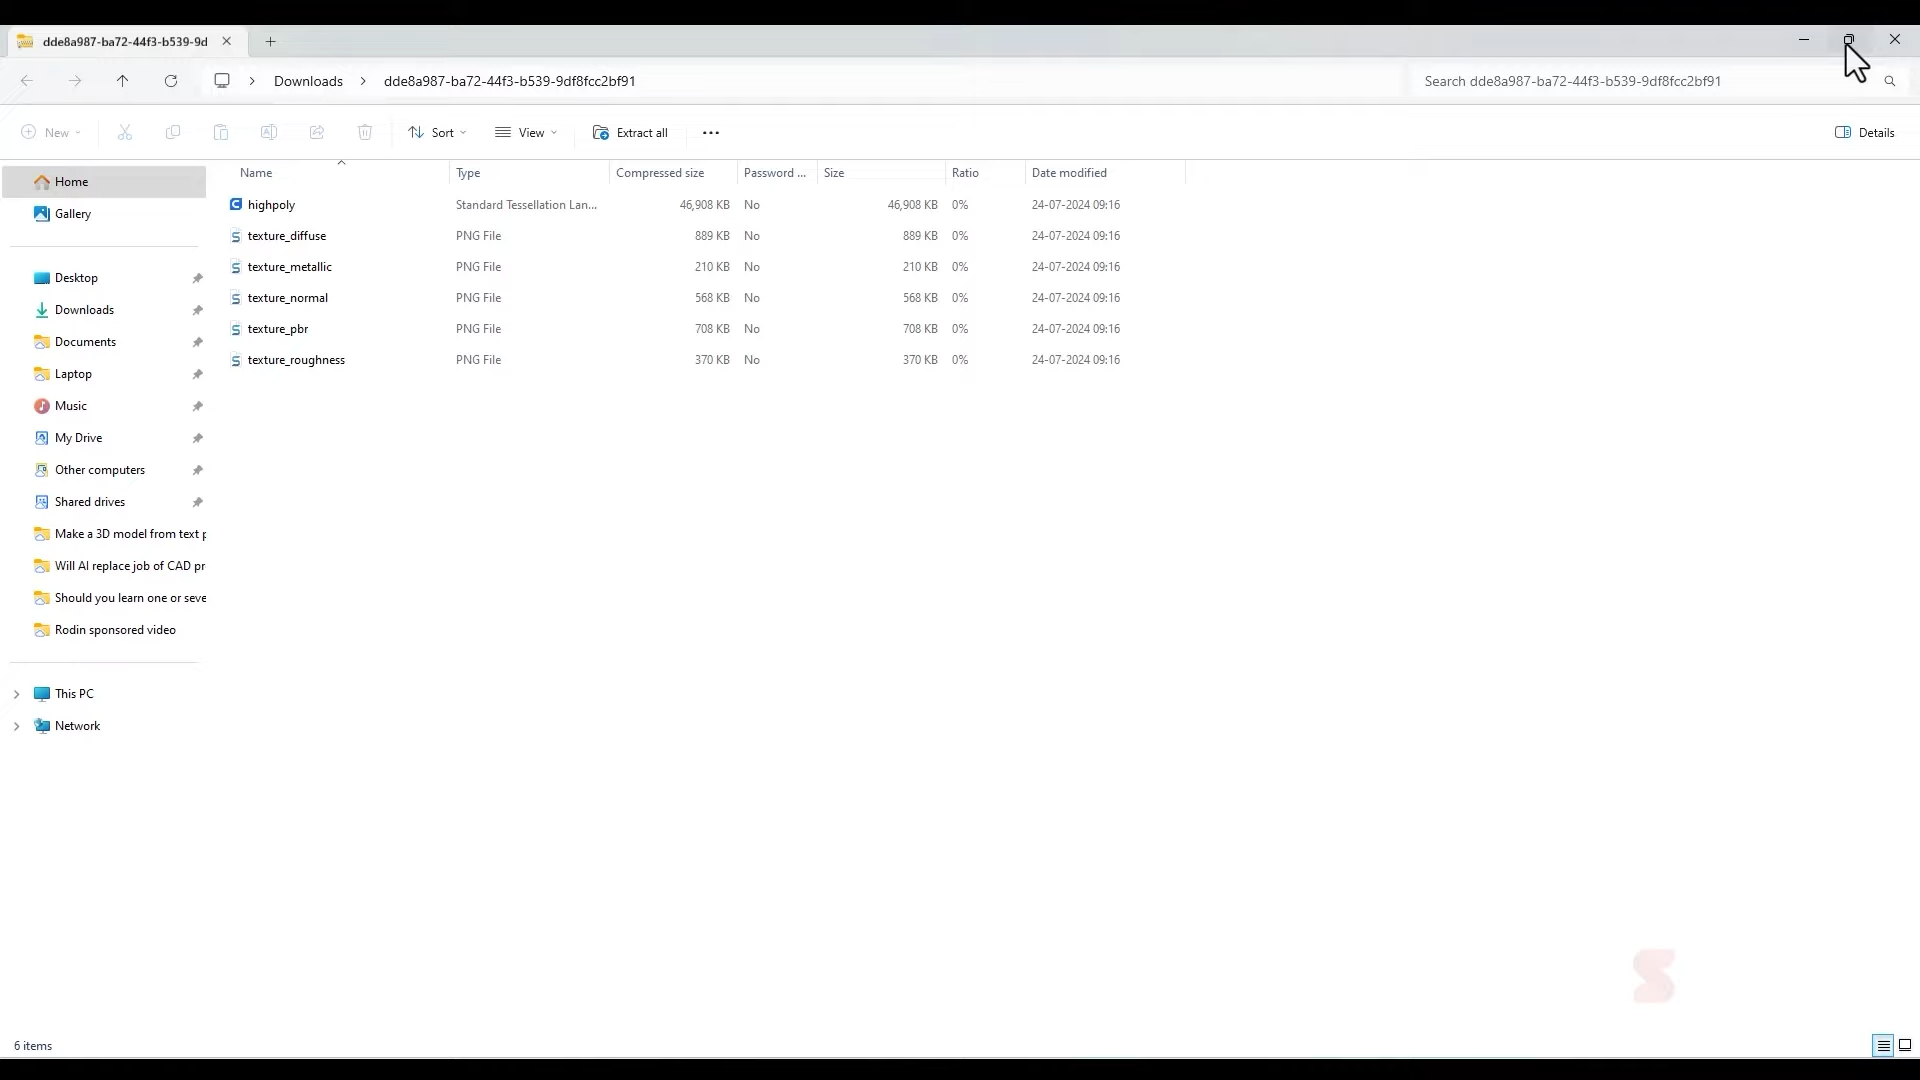 dde8a987-ba72-44f3-b539-9d
Downloads dde8a987-ba72-44f3-b539-9df8fcc2bf91 Search dde8a987-ba72-44f3-b539-9df8fcc2bf91
New Sort View Extract all ... Details
Name Type Compressed size Password ... Size Ratio Date modified
highpoly Standard Tessellation Lan... 46,908 KB No 46,908 KB 0% 24-07-2024 09:16
texture_diffuse PNG File 889 KB No 889 KB 0% 24-07-2024 09:16
texture_metallic PNG File 210 KB No 210 KB 0% 24-07-2024 09:16
texture_normal PNG File 568 KB No 568 KB 0% 24-07-2024 09:16
texture_pbr PNG File 708 KB No 708 KB 0% 24-07-2024 09:16
texture_roughness PNG File 370 KB No 370 KB 0% 24-07-2024 09:16
Home
Gallery
Desktop
Downloads
Documents
Laptop
Music
My Drive
Other computers
Shared drives
Make a 3D model from text p
Will AI replace job of CAD pr
Should you learn one or seve
Rodin sponsored video
This PC
Network
6 items